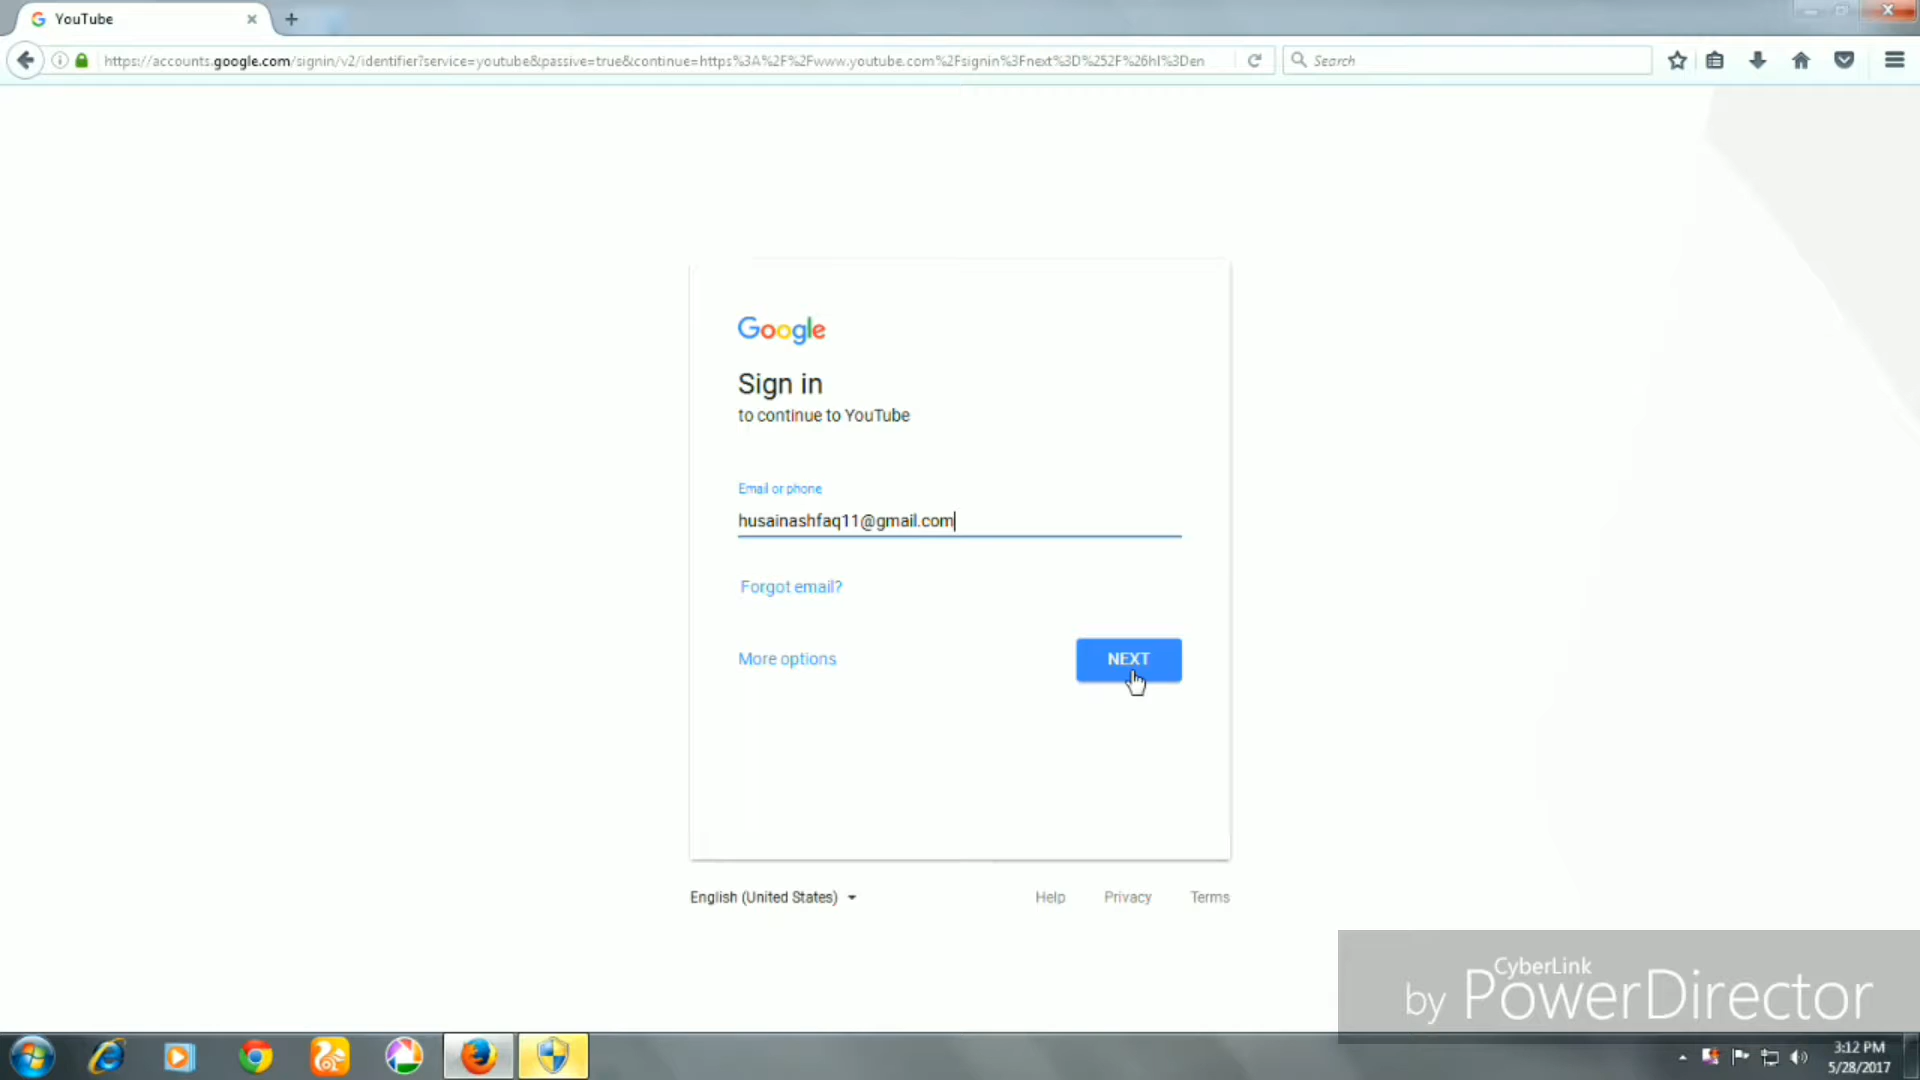 YouTube
https://accounts.google.com/signin/v2/identifier?service=youtube&passive=true&continue=https%3A%2F%2Fwww.youtube.com%2Fsignin%3Fnext%3D%252F%26hl%3Den
Search
Google
Sign in
to continue to YouTube
Email or phone
husainashfaq11@gmail.com
Forgot email?
More options
NEXT
English (United States)
Help
Privacy
Terms
CyberLink
by PowerDirector
3:12 PM
5/28/2017